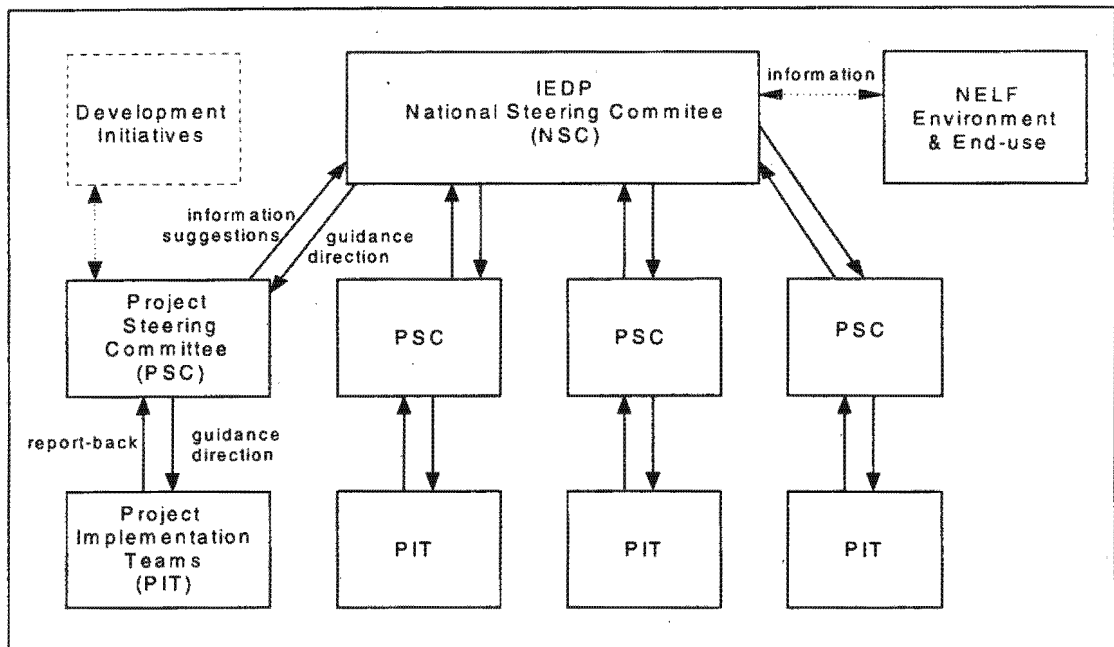 Development
Initiatives
IEDP
National Steering Commitee
(NSC)
information
NELF
Environment
& End-use
information
suggestions
guidance
direction
Project
Steering
Committee
(PSC)
PSC
PSC
PSC
report-back
guidance
direction
Project
Implementation
Teams
(PIT)
PIT
PIT
PIT